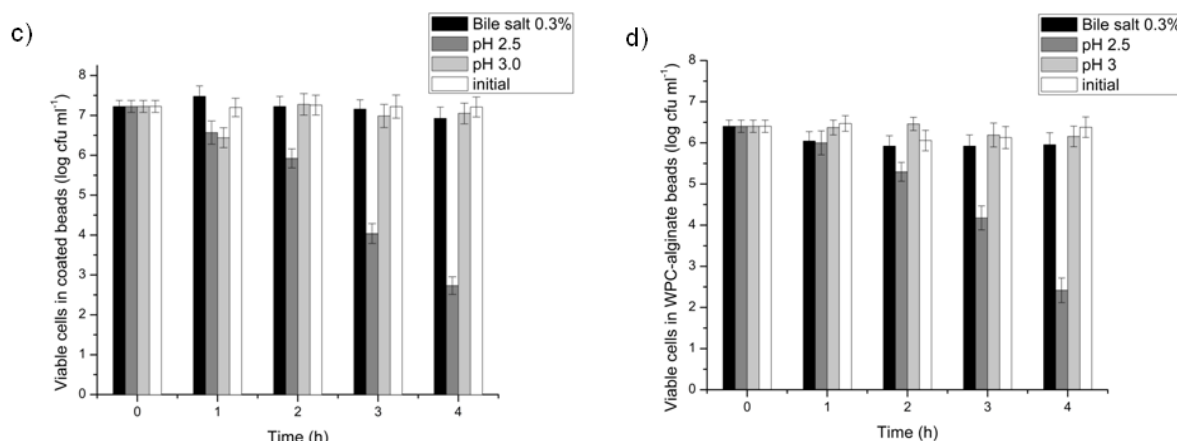 c)
Bile salt 0.3%
pH 2.5
pH 3.0
initial
Viable cells in coated beads (log cfu ml⁻¹)
8
7
6
5
4
3
2
1
0
0 1 2 3 4
Time (h)
d)
Bile salt 0.3%
pH 2.5
pH 3
initial
Viable cells in WPC-alginate beads (log cfu ml⁻¹)
8
7
6
5
4
3
2
1
0
0 1 2 3 4
Time (h)